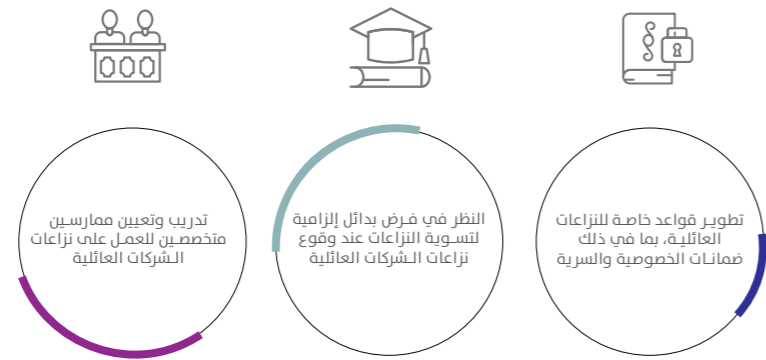 تطوير قواعد خاصة للنزاعات
العائلية، بما في ذلك
ضمانات الخصوصية والسرية
النظر في فرض بدائل إلزامية
لتسوية النزاعات عند وقوع
نزاعات الشركات العائلية
تدريب وتعيين ممارسين
متخصصين للعمل على نزاعات
الشركات العائلية